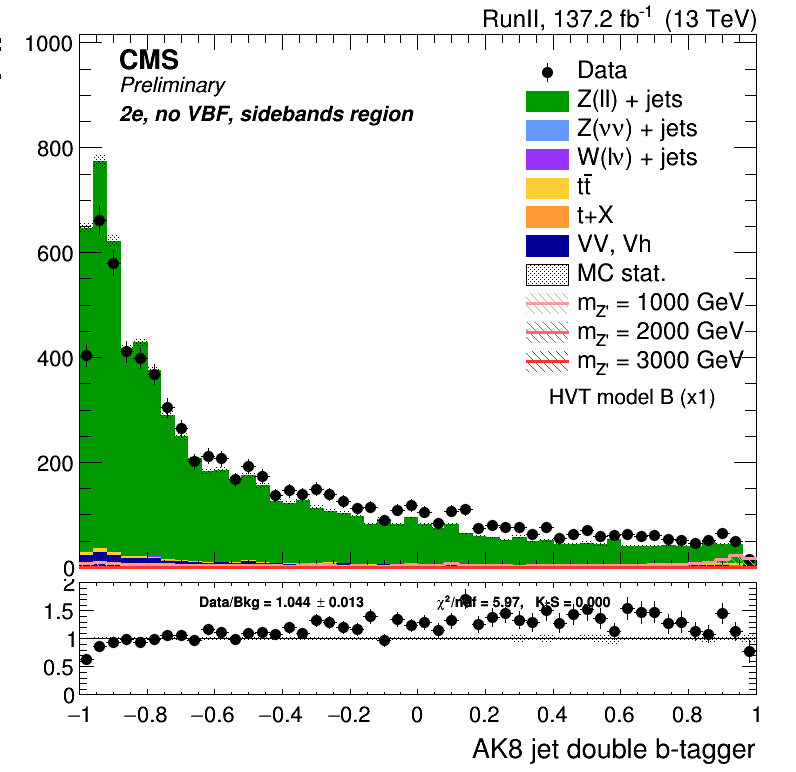 RunII, 137.2 fb-1 (13 TeV)
1000
CMS
Preliminary
2e, no VBF, sidebands region
Data
Z(ll) + jets
Z(νν) + jets
W(lν) + jets
tt̄
t+X
VV, Vh
MC stat.
mZ' = 1000 GeV
mZ' = 2000 GeV
mZ' = 3000 GeV
HVT model B (x1)
800
600
400
200
0
2
1.5
1
0.5
0
Data/Bkg = 1.044 ± 0.013 χ2/ndf = 5.97, K-S = 0.000
−1 −0.8 −0.6 −0.4 −0.2 0 0.2 0.4 0.6 0.8 1
AK8 jet double b-tagger